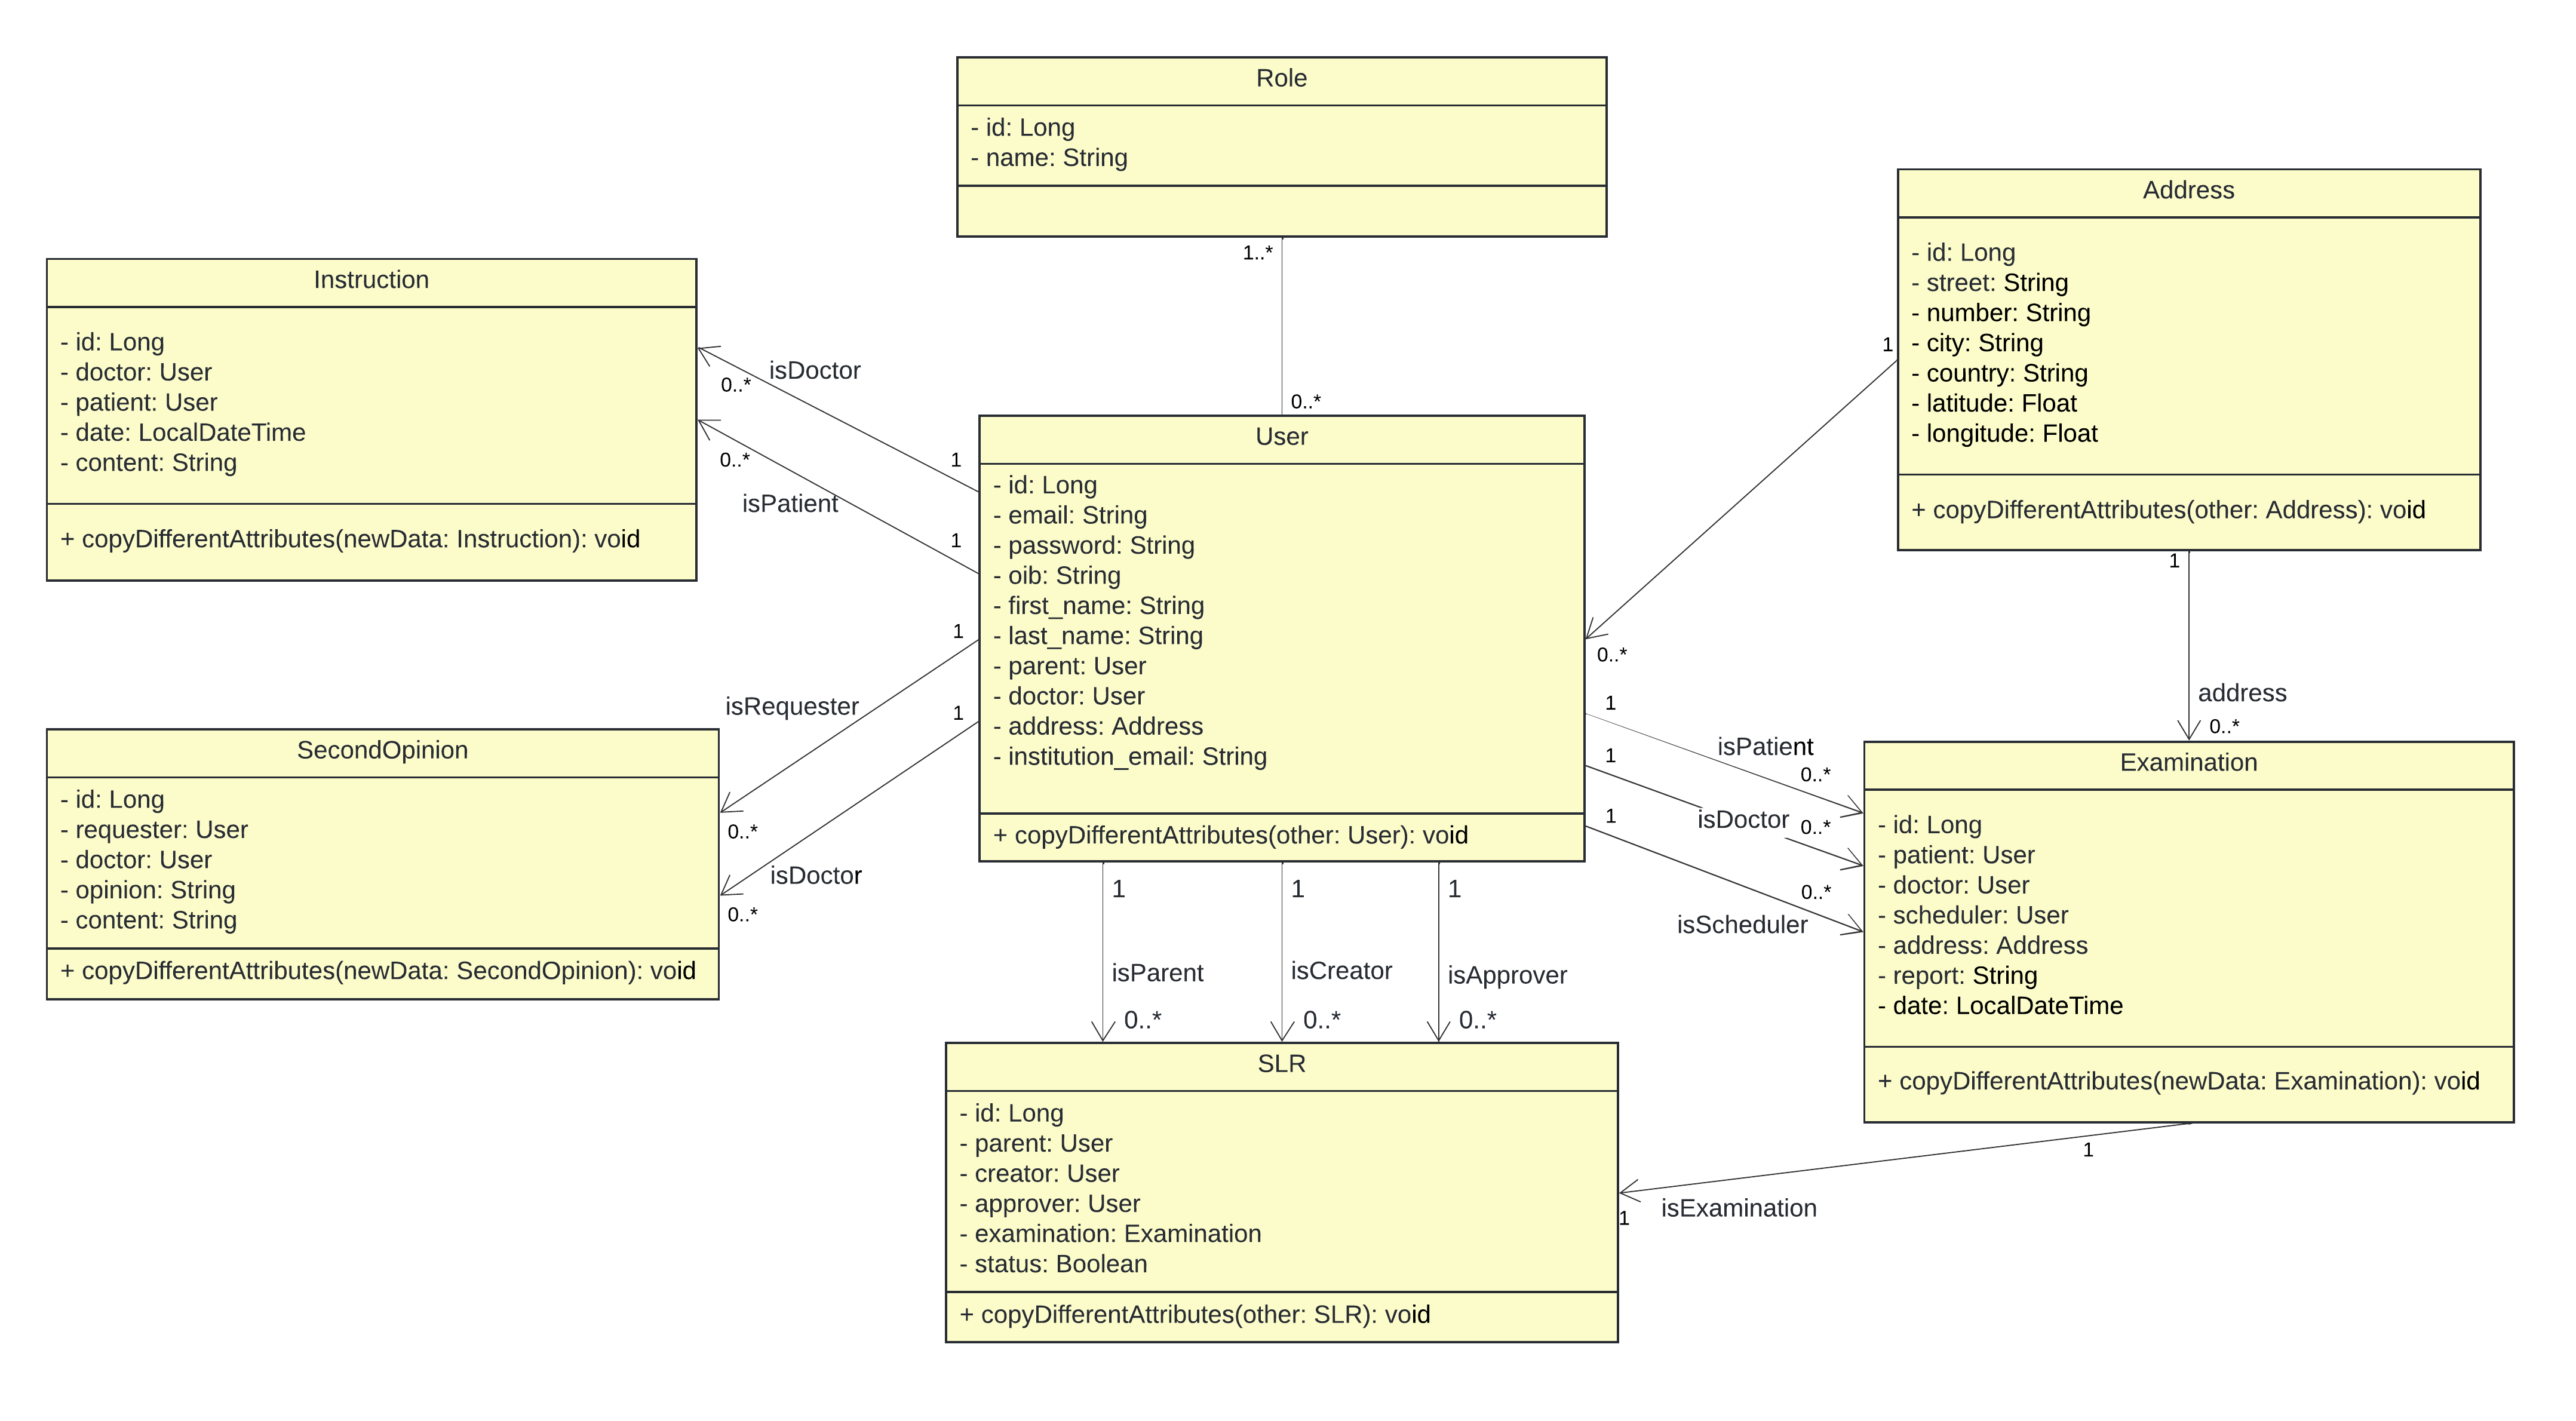 Role
- id: Long
- name: String
1..*
0..*
Address
- id: Long
- street: String
- number: String
- city: String
- country: String
- latitude: Float
- longitude: Float
+ copyDifferentAttributes(other: Address): void
1
0..*
1
address
0..*
Instruction
- id: Long
- doctor: User
- patient: User
- date: LocalDateTime
- content: String
+ copyDifferentAttributes(newData: Instruction): void
isDoctor
0..*
1
0..*
isPatient
1
User
- id: Long
- email: String
- password: String
- oib: String
- first_name: String
- last_name: String
- parent: User
- doctor: User
- address: Address
- institution_email: String
+ copyDifferentAttributes(other: User): void
1
isRequester
0..*
1
isDoctor
0..*
SecondOpinion
- id: Long
- requester: User
- doctor: User
- opinion: String
- content: String
+ copyDifferentAttributes(newData: SecondOpinion): void
1
isPatient
0..*
1
isDoctor
0..*
1
0..*
isScheduler
Examination
- id: Long
- patient: User
- doctor: User
- scheduler: User
- address: Address
- report: String
- date: LocalDateTime
+ copyDifferentAttributes(newData: Examination): void
1
isParent
0..*
1
isCreator
0..*
1
isApprover
0..*
SLR
- id: Long
- parent: User
- creator: User
- approver: User
- examination: Examination
- status: Boolean
+ copyDifferentAttributes(other: SLR): void
1
isExamination
1